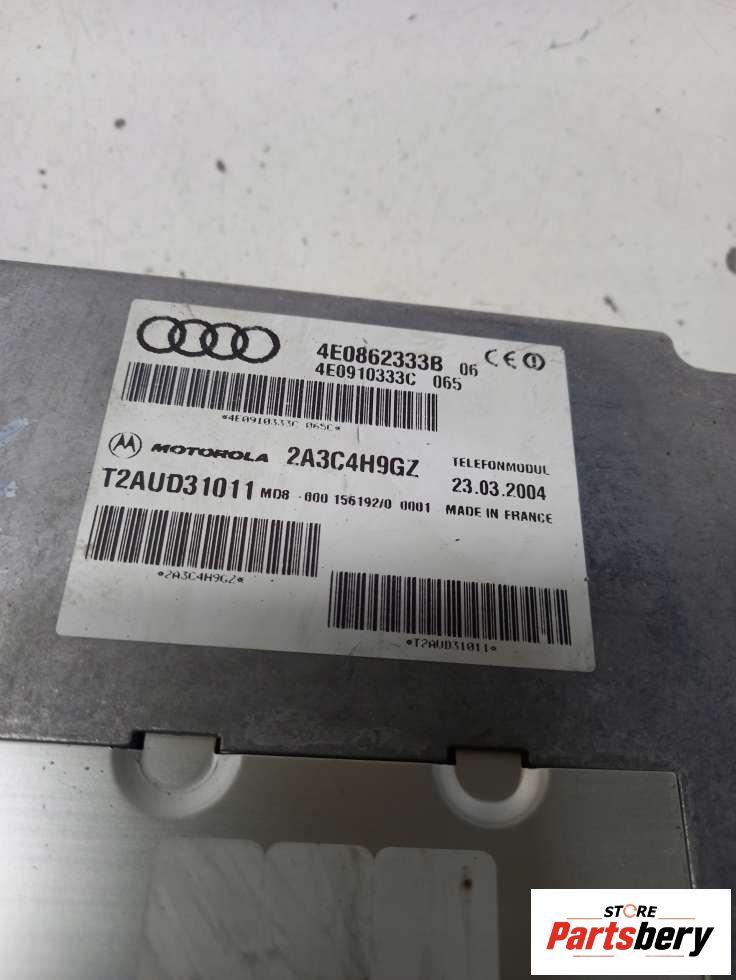 4E0862333B 06 CE
4E0910333C 065
*4E0910333C 065C*
MOTOROLA 2A3C4H9GZ TELEFONMODUL
T2AUD31011 MD8 -000 156192/0 0001 23.03.2004
MADE IN FRANCE
*2A3C4H9GZ*
*T2AUD31011*
STORE
Partsbery